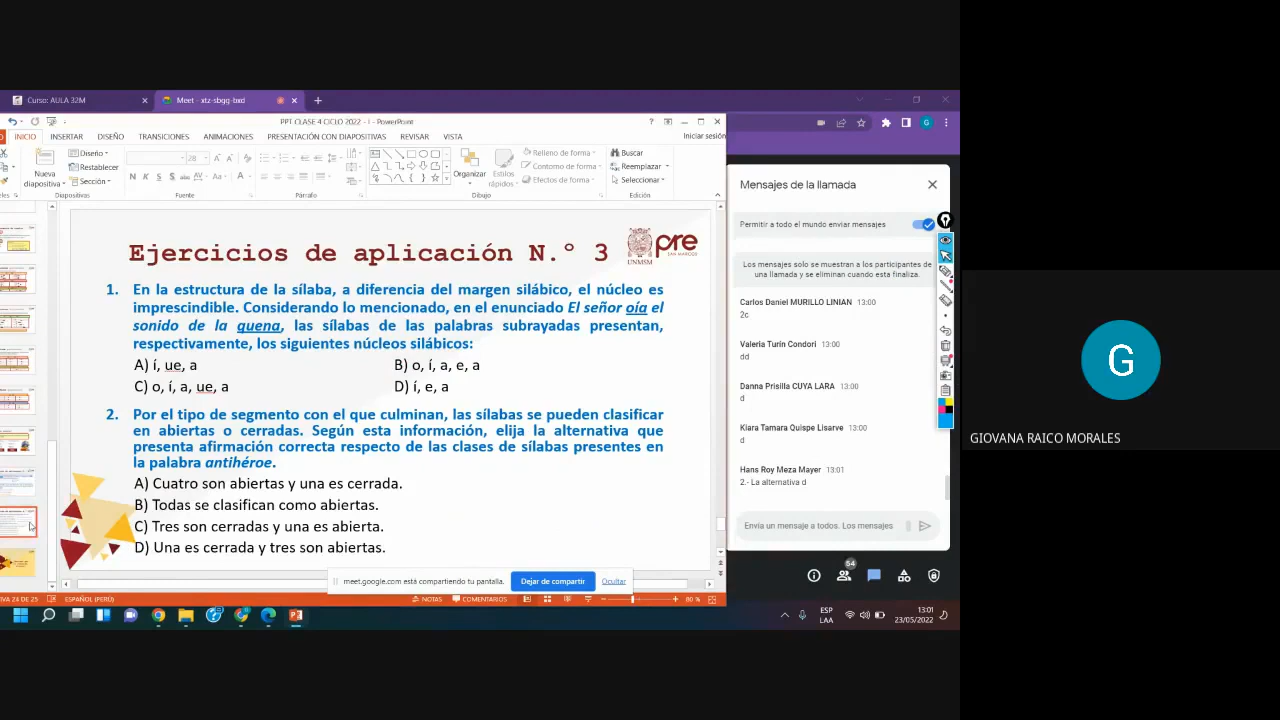 Curso: AULA 32M
Meet - xtz-sbgg-bxd
PPT CLASE 4 CICLO 2022 - I - PowerPoint
Iniciar sesión
INICIO INSERTAR DISEÑO TRANSICIONES ANIMACIONES PRESENTACIÓN CON DIAPOSITIVAS REVISAR VISTA
Nueva diapositiva
Diseño
Restablecer
Sección
28
N K S S abc AV Aa A
Organizar
Estilos rápidos
Relleno de forma
Contorno de forma
Efectos de forma
Buscar
Reemplazar
Seleccionar
Diapositivas Fuente Párrafo Dibujo Edición
Ejercicios de aplicación N.º 3
UNMSM
pre
SAN MARCOS
1. En la estructura de la sílaba, a diferencia del margen silábico, el núcleo es
imprescindible. Considerando lo mencionado, en el enunciado El señor oía el
sonido de la quena, las sílabas de las palabras subrayadas presentan,
respectivamente, los siguientes núcleos silábicos:
A) í, ue, a B) o, í, a, e, a
C) o, í, a, ue, a D) í, e, a
2. Por el tipo de segmento con el que culminan, las sílabas se pueden clasificar
en abiertas o cerradas. Según esta información, elija la alternativa que
presenta afirmación correcta respecto de las clases de sílabas presentes en
la palabra antihéroe.
A) Cuatro son abiertas y una es cerrada.
B) Todas se clasifican como abiertas.
C) Tres son cerradas y una es abierta.
D) Una es cerrada y tres son abiertas.
meet.google.com está compartiendo tu pantalla.
Dejar de compartir
Ocultar
IVA 24 DE 25 ESPAÑOL (PERÚ) NOTAS COMENTARIOS 80 %
Mensajes de la llamada
Permitir a todo el mundo enviar mensajes
Los mensajes solo se muestran a los participantes de
una llamada y se eliminan cuando esta finaliza.
Carlos Daniel MURILLO LINIAN 13:00
2c
Valeria Turín Condori 13:00
dd
Danna Prisilla CUYA LARA 13:00
d
Kiara Tamara Quispe Lisarve 13:00
d
Hans Roy Meza Mayer 13:01
2.- La alternativa d
Envía un mensaje a todos. Los mensajes
54
ESP
LAA
13:01
23/05/2022
G
GIOVANA RAICO MORALES